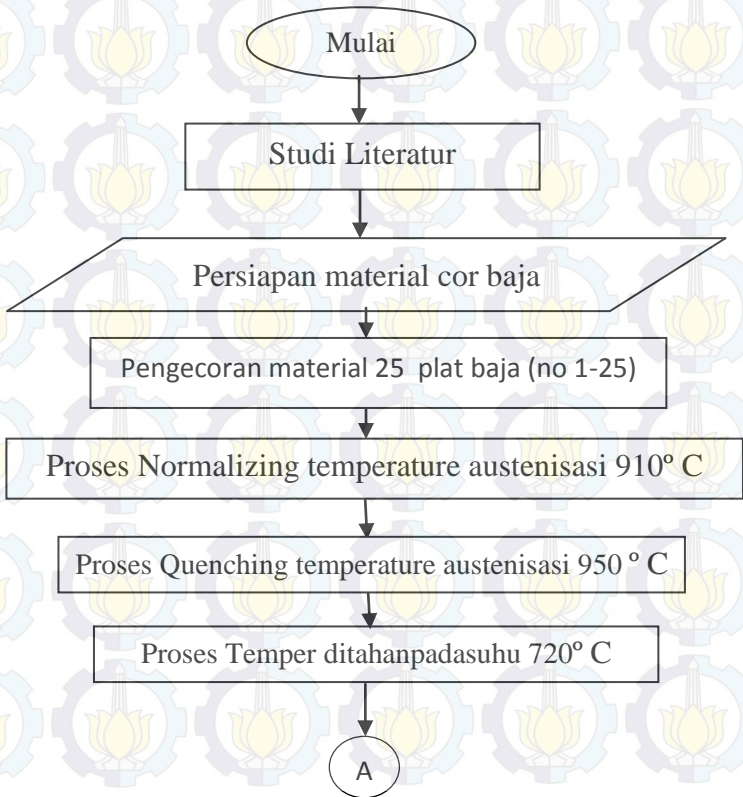 Mulai
Studi Literatur
Persiapan material cor baja
Pengecoran material 25 plat baja (no 1-25)
Proses Normalizing temperature austenisasi 910º C
Proses Quenching temperature austenisasi 950 º C
Proses Temper ditahanpadasuhu 720º C
A